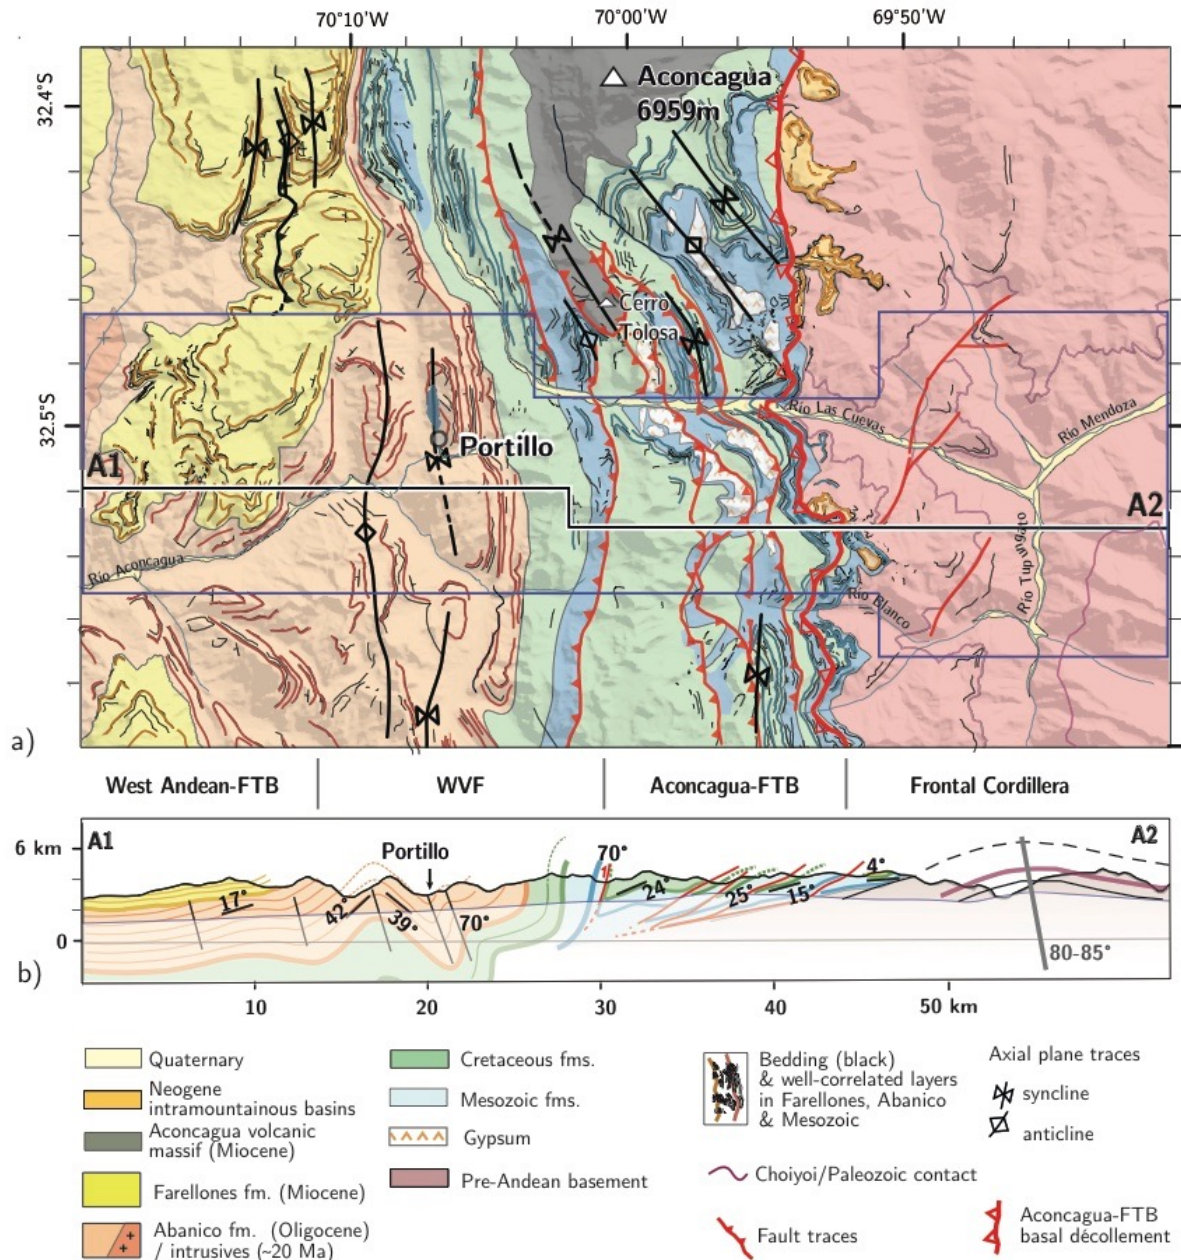 70°10'W 70°00'W 69°50'W
32.4°S
Aconcagua
6959m
Cerro
Tolosa
32.5°S
Río Las Cuevas
Río Mendoza
Portillo
A1
A2
Río Aconcagua
Río Tupungato
Río Blanco
a)
West Andean-FTB WVF Aconcagua-FTB Frontal Cordillera
A1 A2
6 km
Portillo
70°
4°
17° 42° 39° 70° 24° 25° 15°
0
80-85°
b)
10 20 30 40 50 km
Quaternary
Neogene
intramountainous basins
Aconcagua volcanic
massif (Miocene)
Farellones fm. (Miocene)
Abanico fm. (Oligocene)
/ intrusives (~20 Ma)
Cretaceous fms.
Mesozoic fms.
Gypsum
Pre-Andean basement
Bedding (black)
& well-correlated layers
in Farellones, Abanico
& Mesozoic
Choiyoi/Paleozoic contact
Fault traces
Axial plane traces
syncline
anticline
Aconcagua-FTB
basal décollement